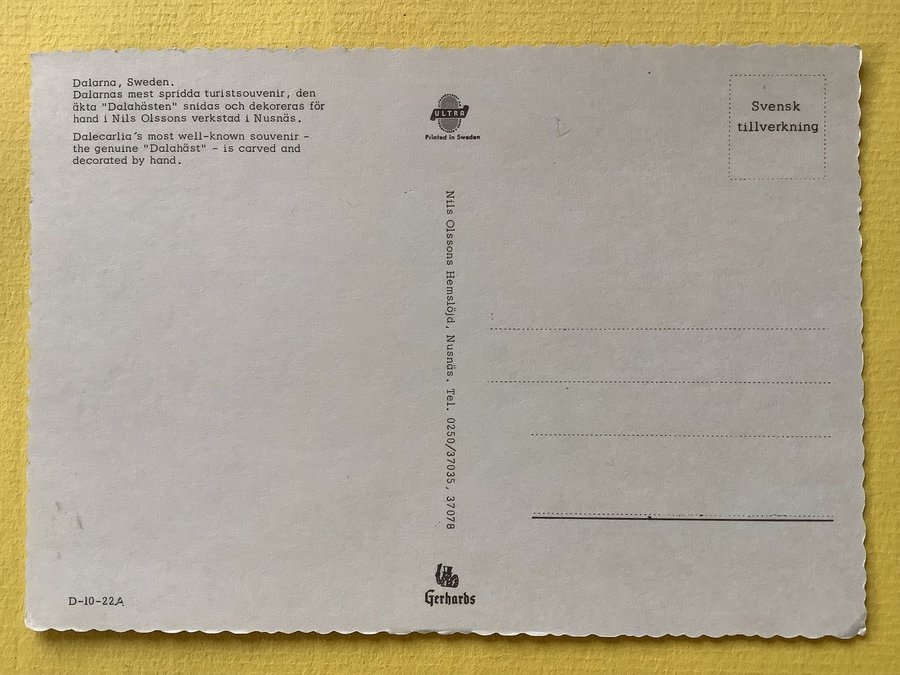 Dalarna, Sweden.
Dalarnas mest spridda turistsouvenir, den
äkta "Dalahästen" snidas och dekoreras för
hand i Nils Olssons verkstad i Nusnäs.
Dalecarlia's most well-known souvenir -
the genuine "Dalahäst" - is carved and
decorated by hand.
ULTRA
Printed in Sweden
Svensk
tillverkning
Nils Olssons Hemslöjd, Nusnäs. Tel. 0250/37035, 37078
D-10-22A
Gerhards